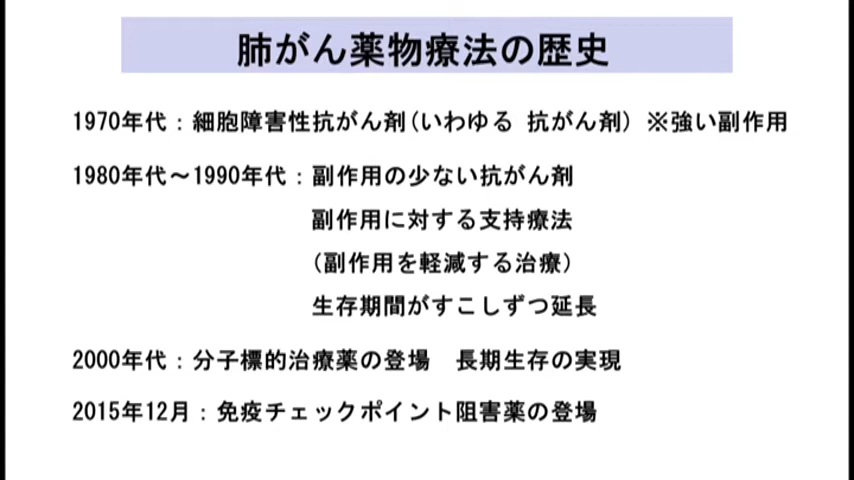 肺がん薬物療法の歴史
1970年代：細胞障害性抗がん剤(いわゆる 抗がん剤) ※強い副作用
1980年代～1990年代：副作用の少ない抗がん剤
副作用に対する支持療法
(副作用を軽減する治療)
生存期間がすこしずつ延長
2000年代：分子標的治療薬の登場　長期生存の実現
2015年12月：免疫チェックポイント阻害薬の登場